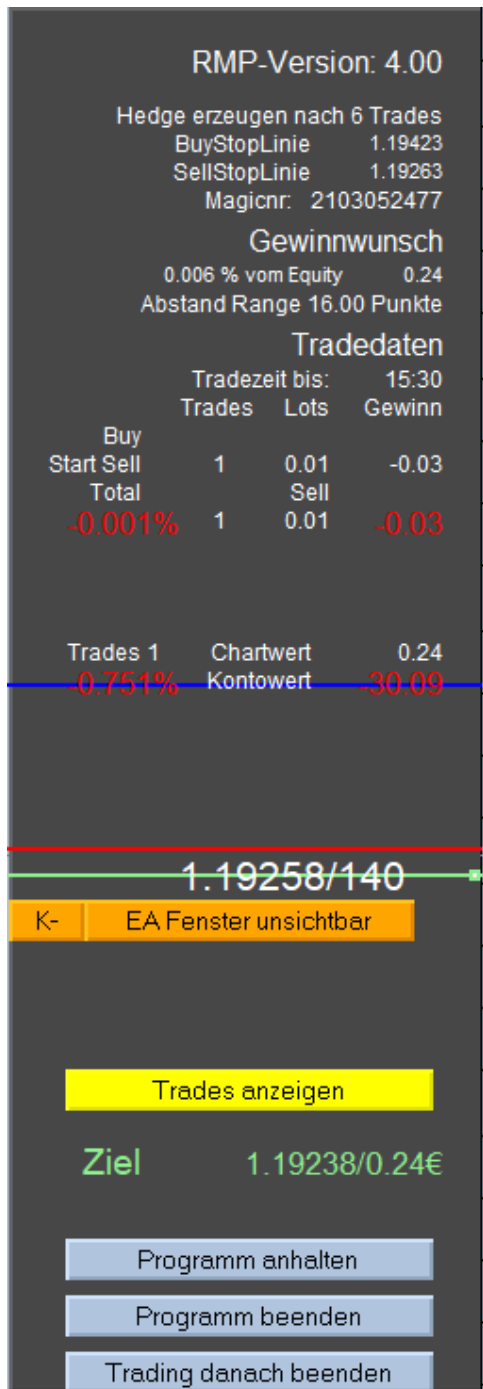 RMP-Version: 4.00
Hedge erzeugen nach 6 Trades
BuyStopLinie 1.19423
SellStopLinie 1.19263
Magicnr: 2103052477
Gewinnwunsch
0.006 % vom Equity 0.24
Abstand Range 16.00 Punkte
Tradedaten
Tradezeit bis: 15:30
Trades Lots Gewinn
Buy
Start Sell 1 0.01 -0.03
Total Sell
-0.001% 1 0.01 -0.03
Trades 1 Chartwert 0.24
-0.751% Kontowert -30.09
1.19258/140
K- EA Fenster unsichtbar
Trades anzeigen
Ziel 1.19238/0.24€
Programm anhalten
Programm beenden
Trading danach beenden